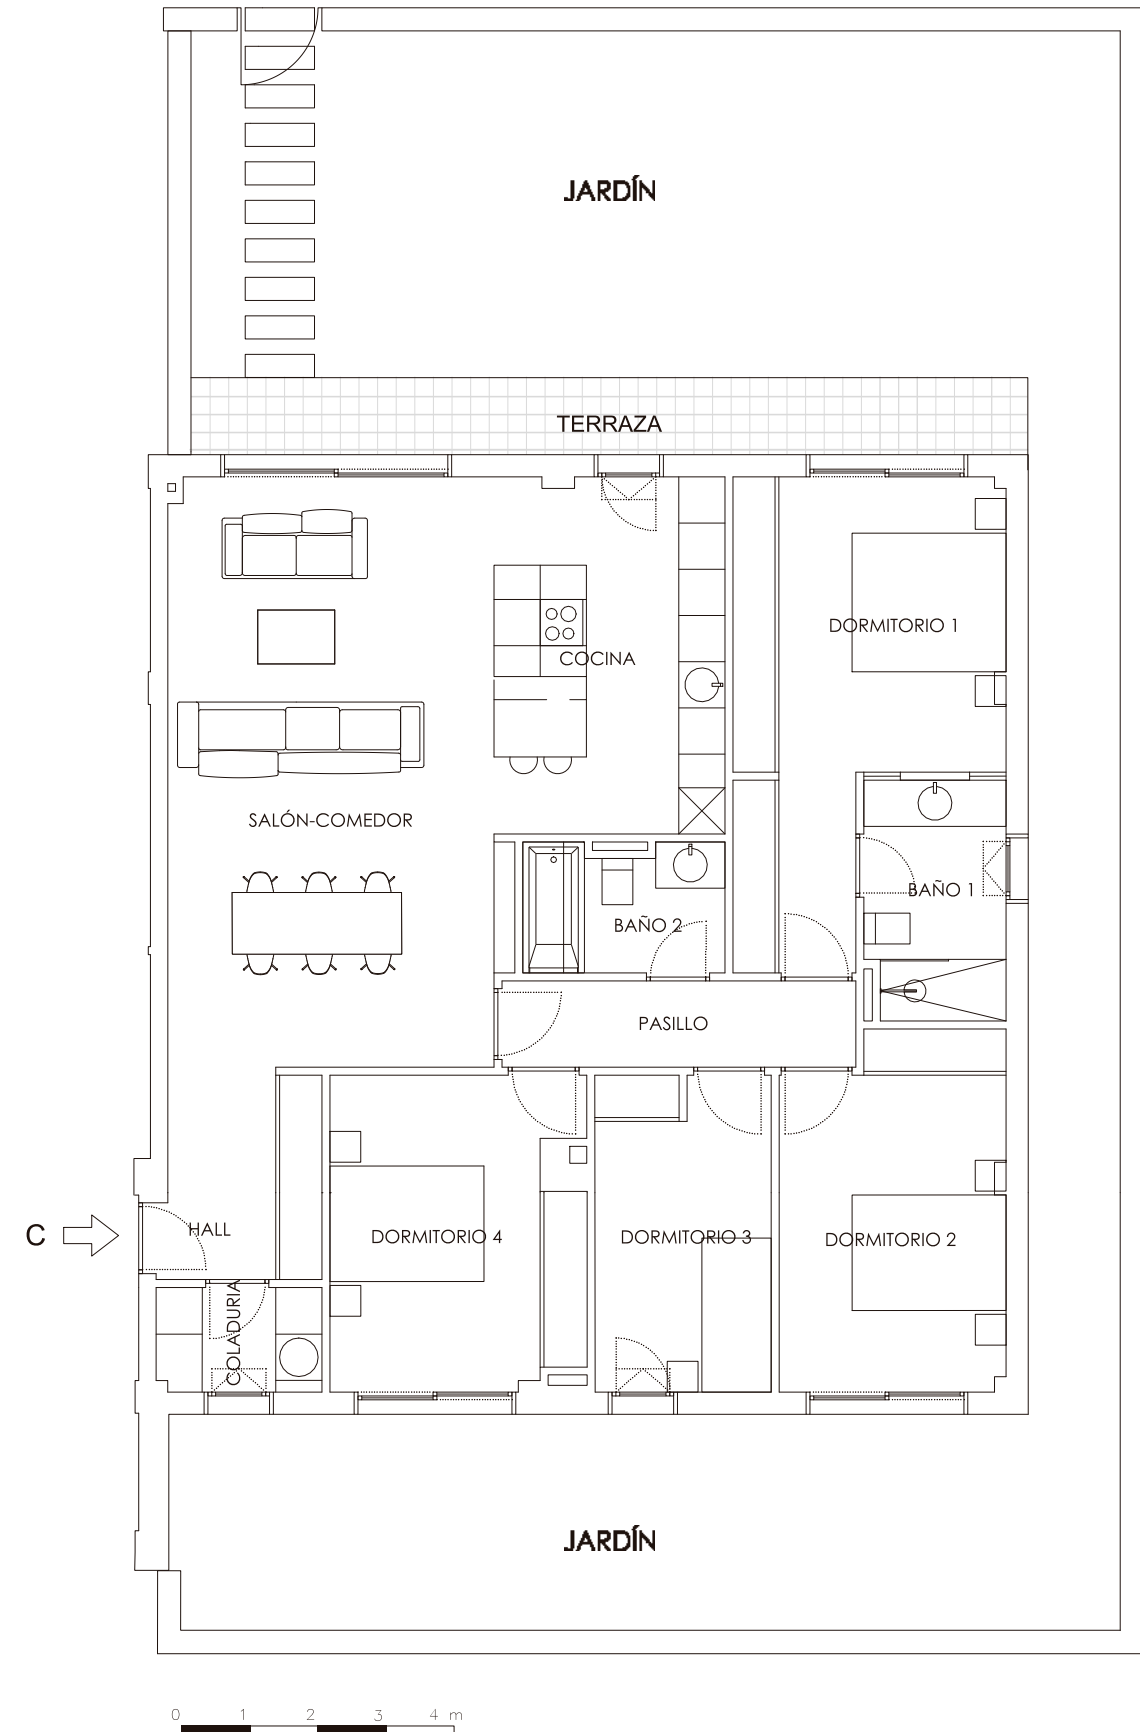 JARDÍN
TERRAZA
DORMITORIO 1
COCINA
SALÓN-COMEDOR
BAÑO 1
BAÑO 2
PASILLO
C
HALL
DORMITORIO 4
DORMITORIO 3
DORMITORIO 2
COLADURIA
JARDÍN
0 1 2 3 4 m